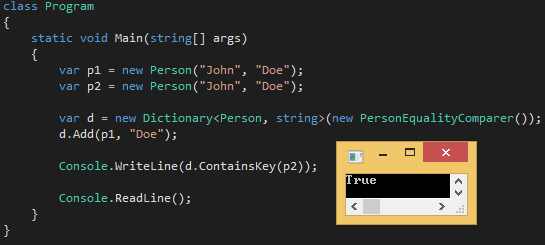 class Program
{
    static void Main(string[] args)
    {
        var p1 = new Person("John", "Doe");
        var p2 = new Person("John", "Doe");

        var d = new Dictionary<Person, string>(new PersonEqualityComparer());
        d.Add(p1, "Doe");

        Console.WriteLine(d.ContainsKey(p2));

        Console.ReadLine();
    }
}
True